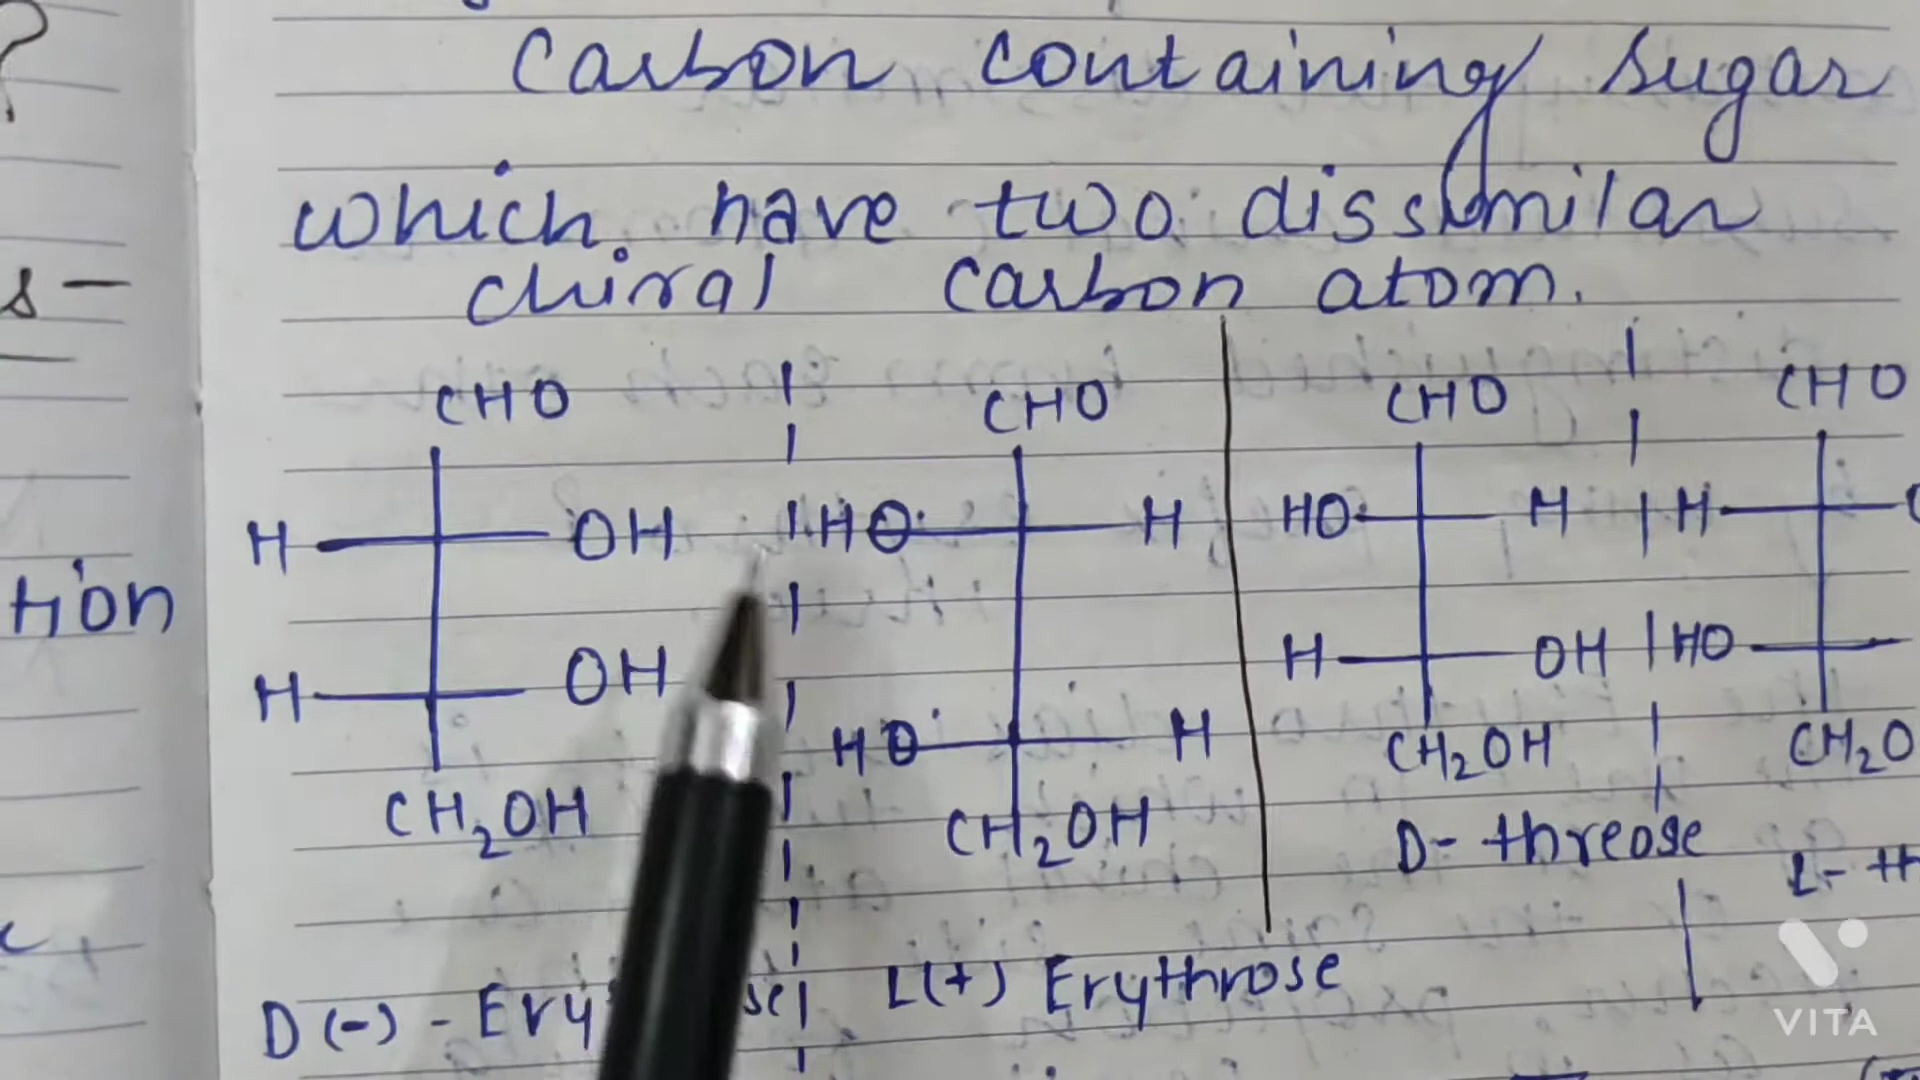 Carbon containing sugar
which have two dissimilar
chiral carbon atom.
CHO CHO CHO CHO
H OH HO H HO H H
H OH HO H H OH HO
CH2OH CH2OH CH2OH CH2O
D- threose
L(+) Erythrose
D(-) -
s-
tion
VITA